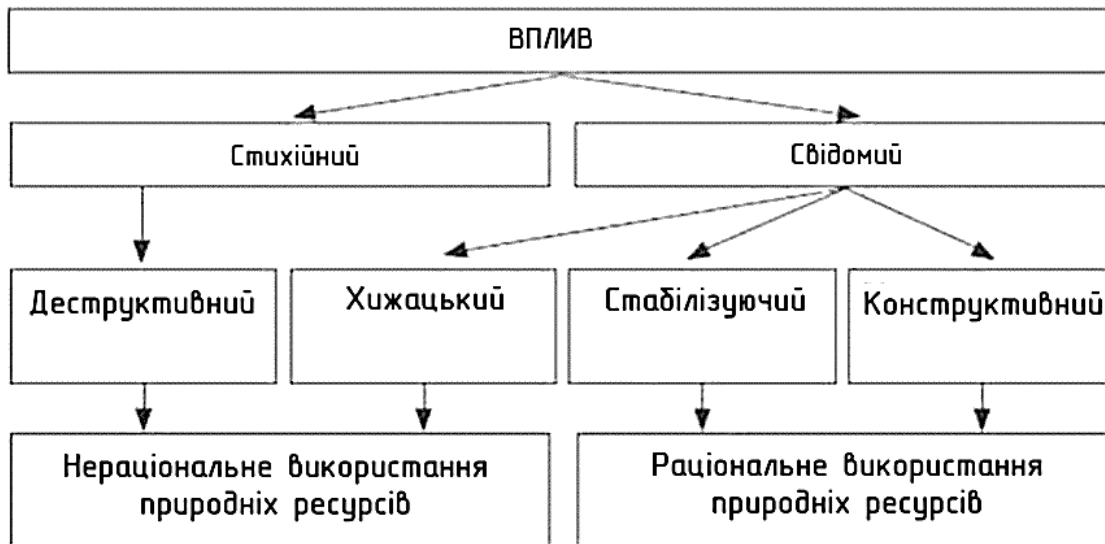 ВПЛИВ
Стихійний
Свідомий
Деструктивний
Хижацький
Стабілізуючий
Конструктивний
Нераціональне використання
природніх ресурсів
Раціональне використання
природніх ресурсів